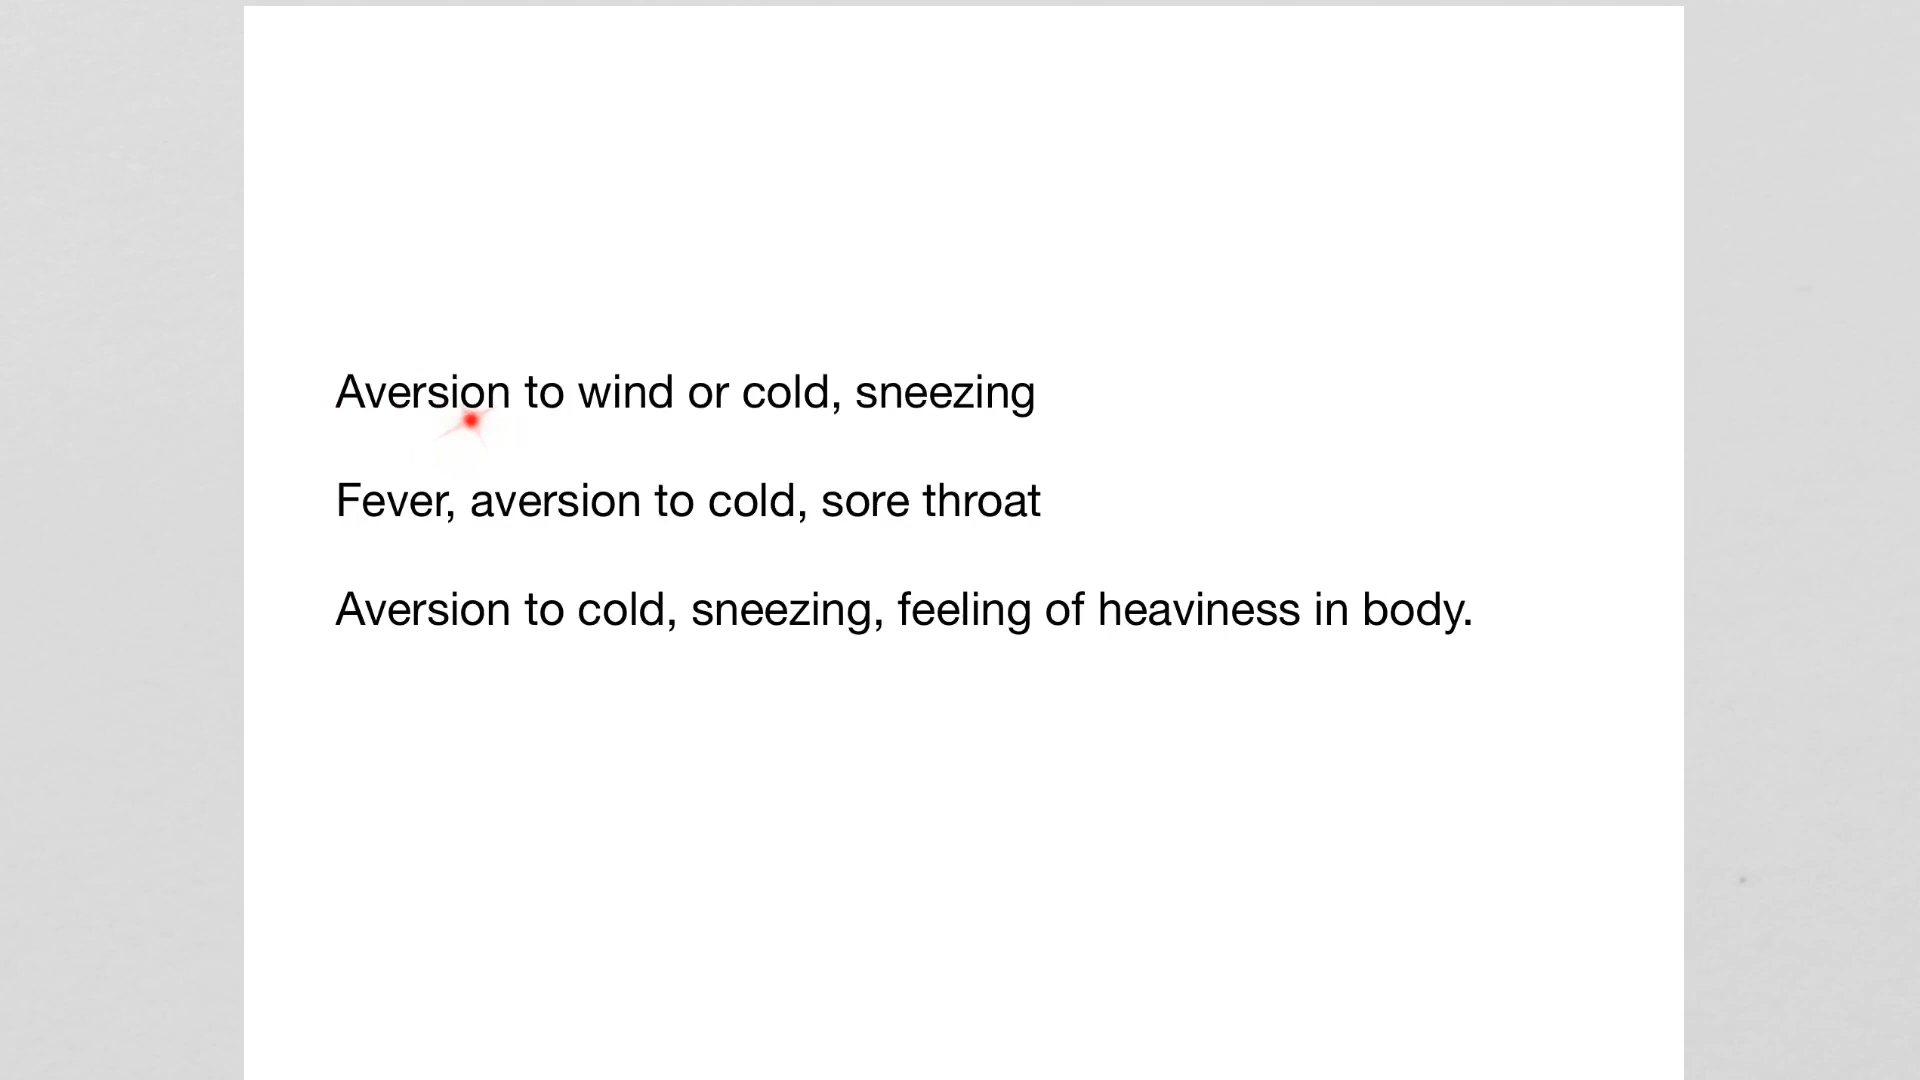 Aversion to wind or cold, sneezing
Fever, aversion to cold, sore throat
Aversion to cold, sneezing, feeling of heaviness in body.